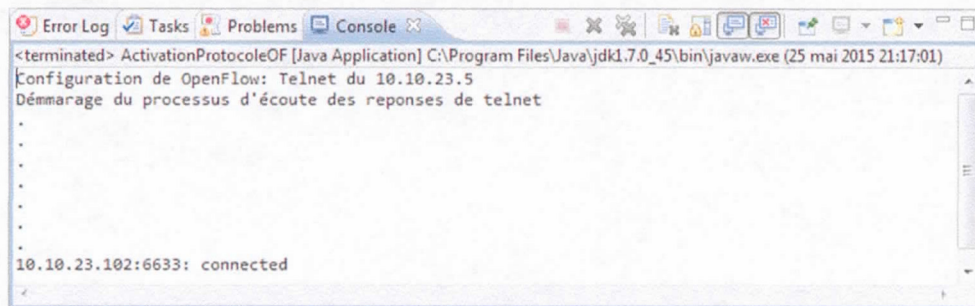 Error Log Tasks Problems Console
<terminated> ActivationProtocoleOF [Java Application] C:\Program Files\Java\jdk1.7.0_45\bin\javaw.exe (25 mai 2015 21:17:01)
Configuration de OpenFlow: Telnet du 10.10.23.5
Démmarage du processus d'écoute des reponses de telnet
.
.
.
.
.
.
.
10.10.23.102:6633: connected